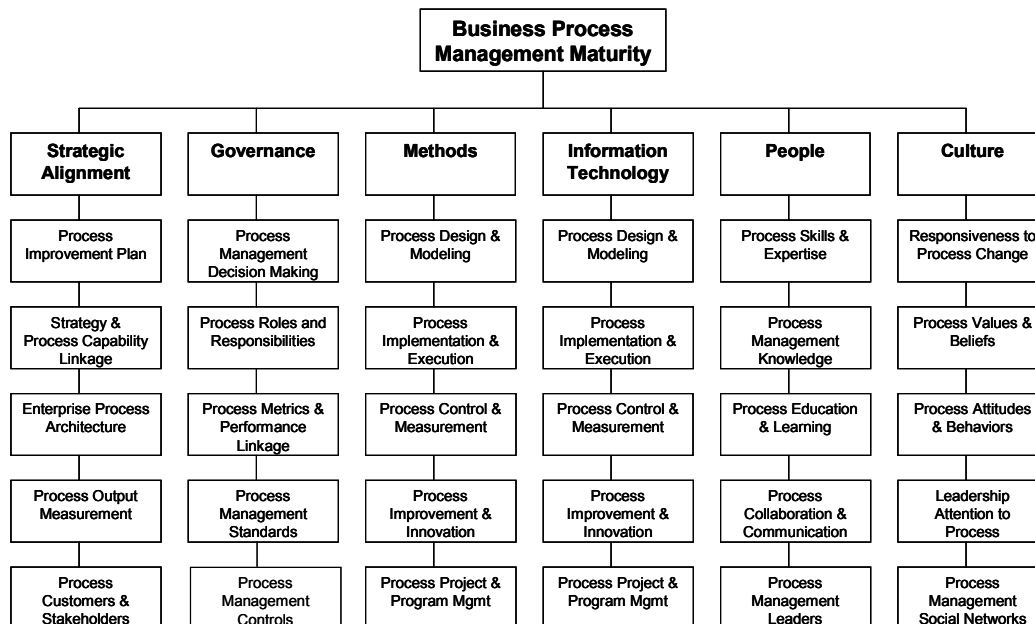 Business Process
Management Maturity
Strategic
Alignment
Governance
Methods
Information
Technology
People
Culture
Process
Improvement Plan
Process
Management
Decision Making
Process Design &
Modeling
Process Design &
Modeling
Process Skills &
Expertise
Responsiveness to
Process Change
Strategy &
Process Capability
Linkage
Process Roles and
Responsibilities
Process
Implementation &
Execution
Process
Implementation &
Execution
Process
Management
Knowledge
Process Values &
Beliefs
Enterprise Process
Architecture
Process Metrics &
Performance
Linkage
Process Control &
Measurement
Process Control &
Measurement
Process Education
& Learning
Process Attitudes
& Behaviors
Process Output
Measurement
Process
Management
Standards
Process
Improvement &
Innovation
Process
Improvement &
Innovation
Process
Collaboration &
Communication
Leadership
Attention to
Process
Process
Customers &
Stakeholders
Process
Management
Controls
Process Project &
Program Mgmt
Process Project &
Program Mgmt
Process
Management
Leaders
Process
Management
Social Networks